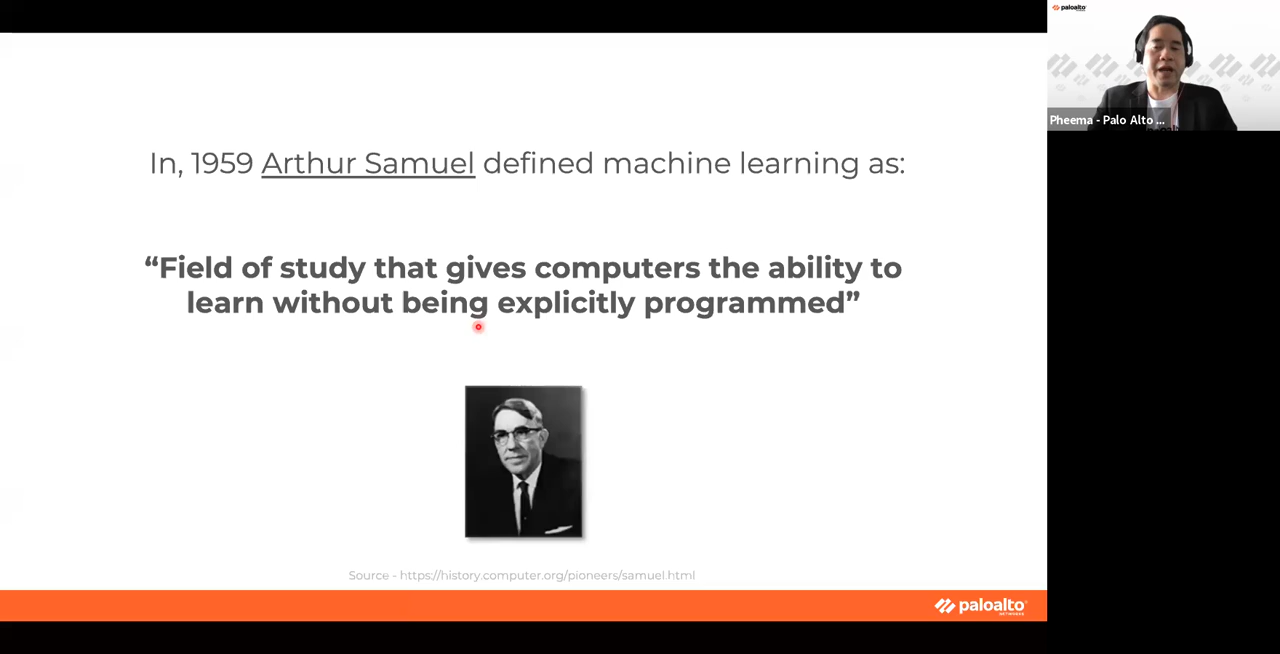 In, 1959 Arthur Samuel defined machine learning as:
“Field of study that gives computers the ability to
learn without being explicitly programmed”
Source - https://history.computer.org/pioneers/samuel.html
paloalto
NETWORKS
paloalto
Pheema - Palo Alto ...